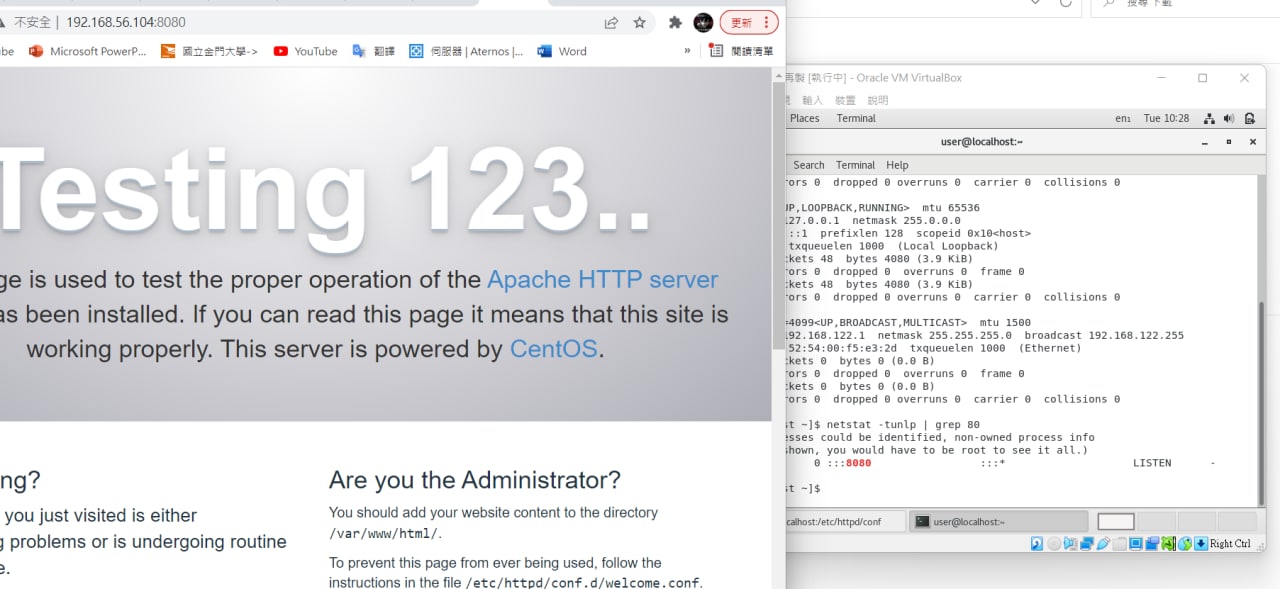 不安全 | 192.168.56.104:8080
更新
be Microsoft PowerP... 國立金門大學-> YouTube 翻譯 伺服器 | Aternos |... Word » 閱讀清單
Testing 123..
ge is used to test the proper operation of the Apache HTTP server
as been installed. If you can read this page it means that this site is
working properly. This server is powered by CentOS.
ng?
you just visited is either
g problems or is undergoing routine
e.
Are you the Administrator?
You should add your website content to the directory
/var/www/html/.
To prevent this page from ever being used, follow the
instructions in the file /etc/httpd/conf.d/welcome.conf.
搜尋 下載
再製 [執行中] - Oracle VM VirtualBox
輸入 裝置 說明
Places Terminal en₁ Tue 10:28
user@localhost:~
Search Terminal Help
rors 0 dropped 0 overruns 0 carrier 0 collisions 0
UP,LOOPBACK,RUNNING> mtu 65536
127.0.0.1 netmask 255.0.0.0
::1 prefixlen 128 scopeid 0x10<host>
txqueuelen 1000 (Local Loopback)
ckets 48 bytes 4080 (3.9 KiB)
rors 0 dropped 0 overruns 0 frame 0
ckets 48 bytes 4080 (3.9 KiB)
rors 0 dropped 0 overruns 0 carrier 0 collisions 0
=4099<UP,BROADCAST,MULTICAST> mtu 1500
192.168.122.1 netmask 255.255.255.0 broadcast 192.168.122.255
52:54:00:f5:e3:2d txqueuelen 1000 (Ethernet)
ckets 0 bytes 0 (0.0 B)
rors 0 dropped 0 overruns 0 frame 0
ckets 0 bytes 0 (0.0 B)
rors 0 dropped 0 overruns 0 carrier 0 collisions 0
st ~]$ netstat -tunlp | grep 80
esses could be identified, non-owned process info
shown, you would have to be root to see it all.)
0 :::8080 :::* LISTEN -
st ~]$
calhost:/etc/httpd/conf user@localhost:~
Right Ctrl